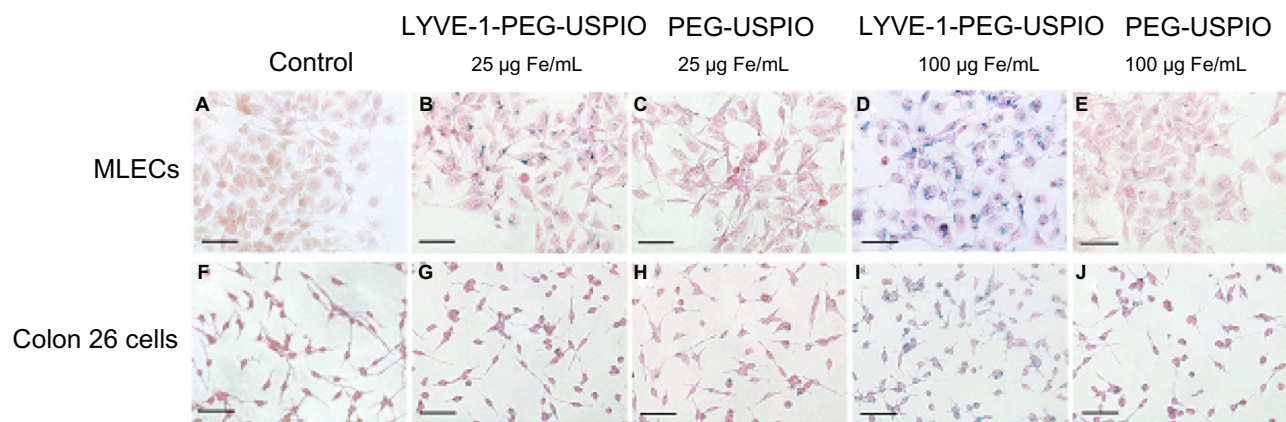 LYVE-1-PEG-USPIO PEG-USPIO LYVE-1-PEG-USPIO PEG-USPIO
Control 25 µg Fe/mL 25 µg Fe/mL 100 µg Fe/mL 100 µg Fe/mL
A B C D E
MLECs
F G H I J
Colon 26 cells